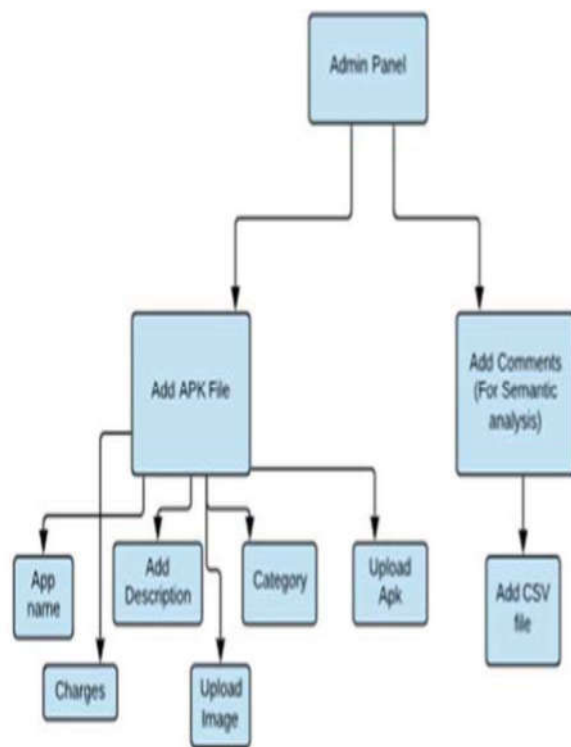 Admin Panel
Add APK File
Add Comments
(For Semantic
analysis)
App
name
Add
Description
Category
Upload
Apk
Add CSV
file
Charges
Upload
Image